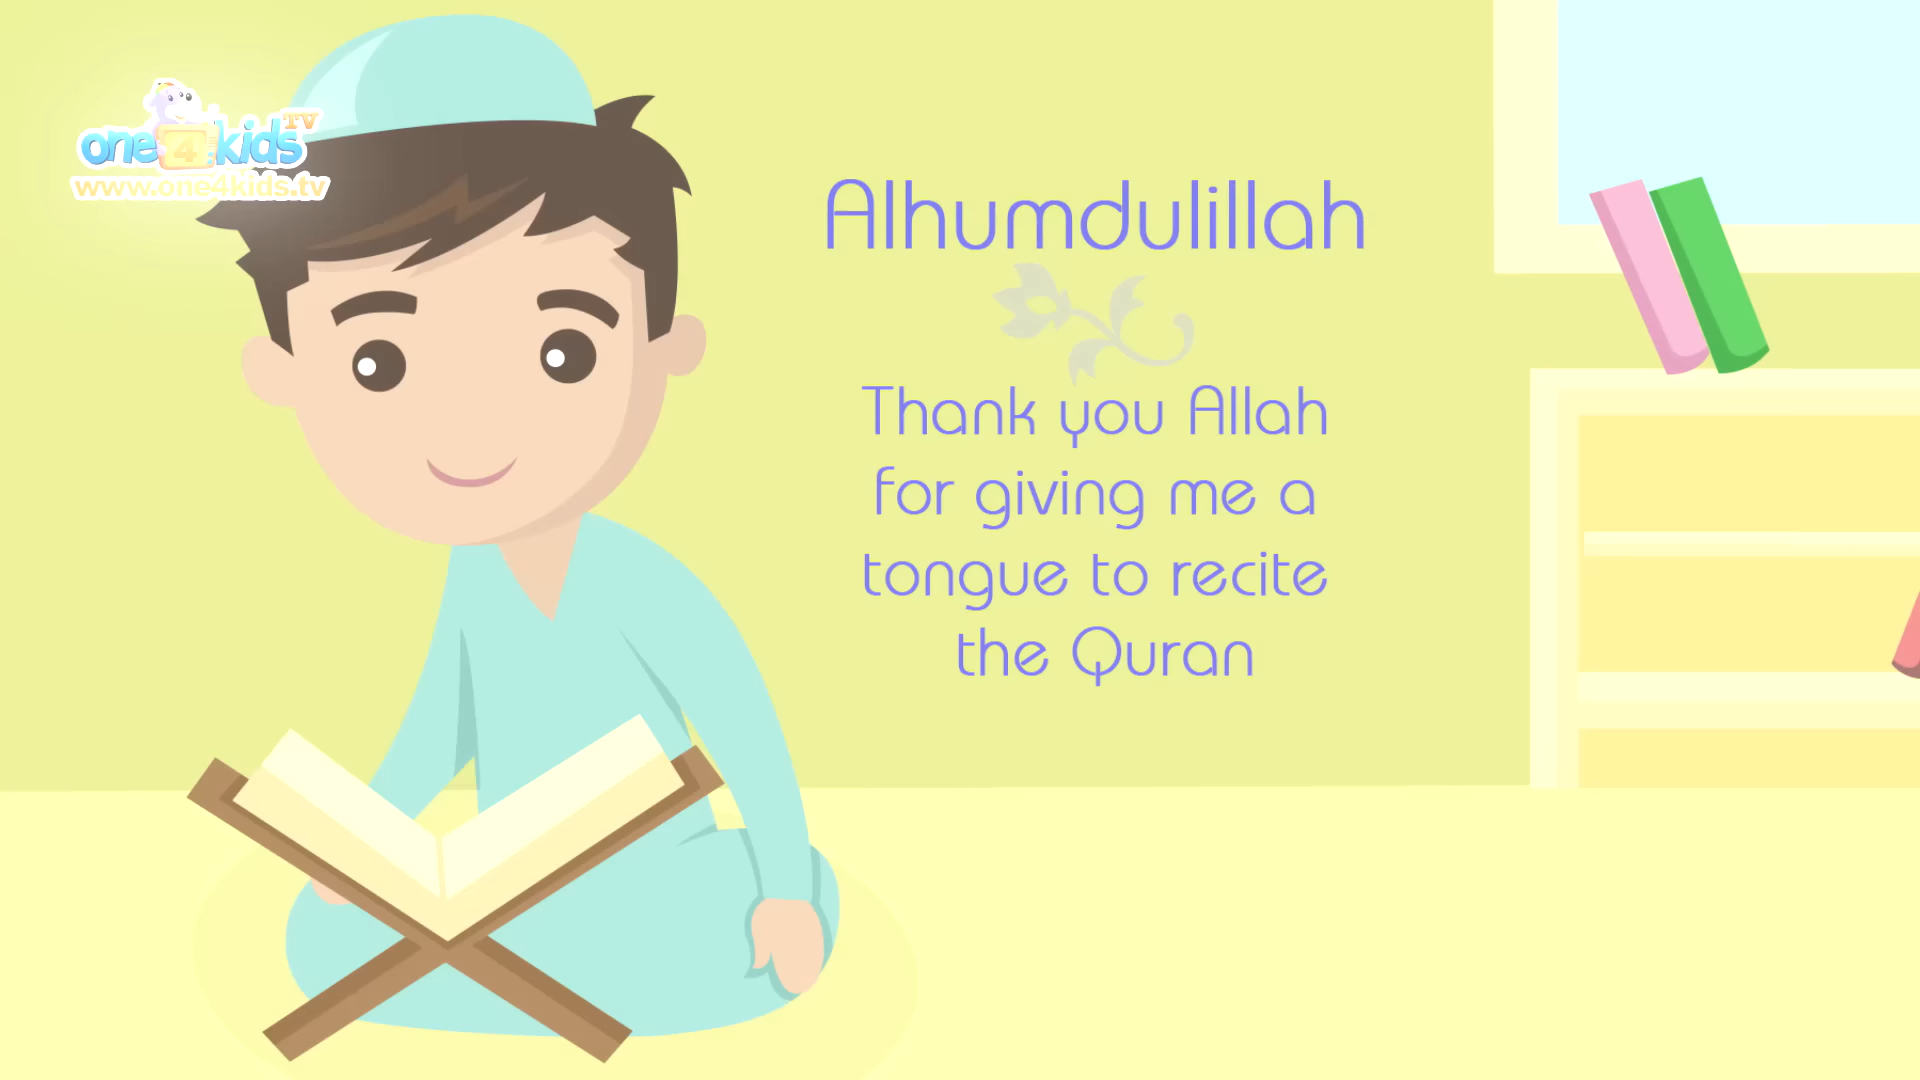 one4kids TV
www.one4kids.tv
Alhumdulillah
Thank you Allah
for giving me a
tongue to recite
the Quran